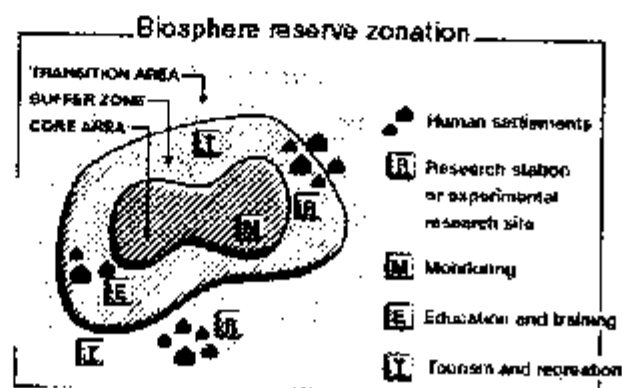 Biosphere reserve zonation
TRANSITION AREA
BUFFER ZONE
CORE AREA
T
R
M
E
T
R
Human settlements
R Research station
or experimental
research site
M Monitoring
E Education and training
T Tourism and recreation